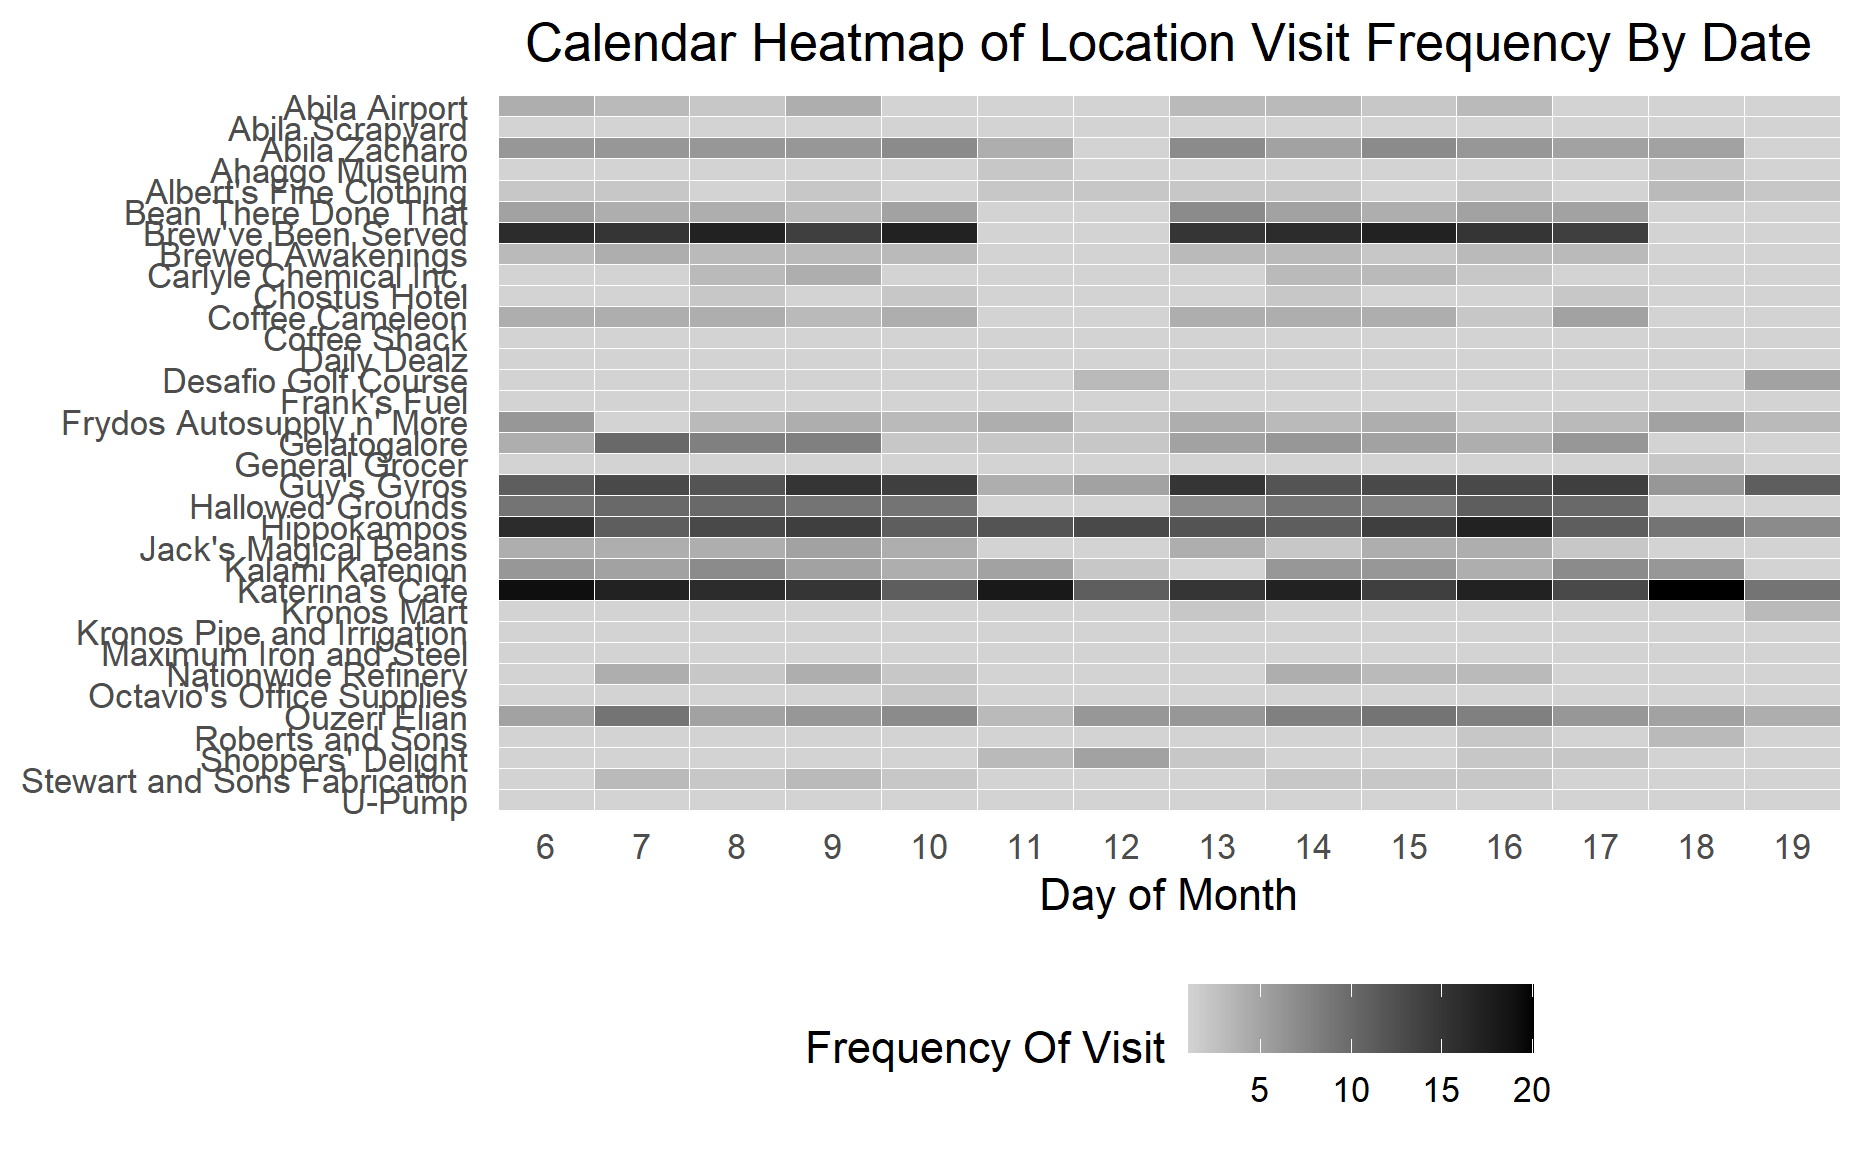 Calendar Heatmap of Location Visit Frequency By Date
Abila Airport
Abila Scrapyard
Abila Zacharo
Ahaggo Museum
Albert's Fine Clothing
Bean There Done That
Brew've Been Served
Brewed Awakenings
Carlyle Chemical Inc.
Chostus Hotel
Coffee Cameleon
Coffee Shack
Daily Dealz
Desafio Golf Course
Frank's Fuel
Frydos Autosupply n' More
Gelatogalore
General Grocer
Guy's Gyros
Hallowed Grounds
Hippokampos
Jack's Magical Beans
Kalami Kafenion
Katerina's Cafe
Kronos Mart
Kronos Pipe and Irrigation
Maximum Iron and Steel
Nationwide Refinery
Octavio's Office Supplies
Ouzeri Elian
Roberts and Sons
Shoppers' Delight
Stewart and Sons Fabrication
U-Pump
6 7 8 9 10 11 12 13 14 15 16 17 18 19
Day of Month
Frequency Of Visit
5 10 15 20